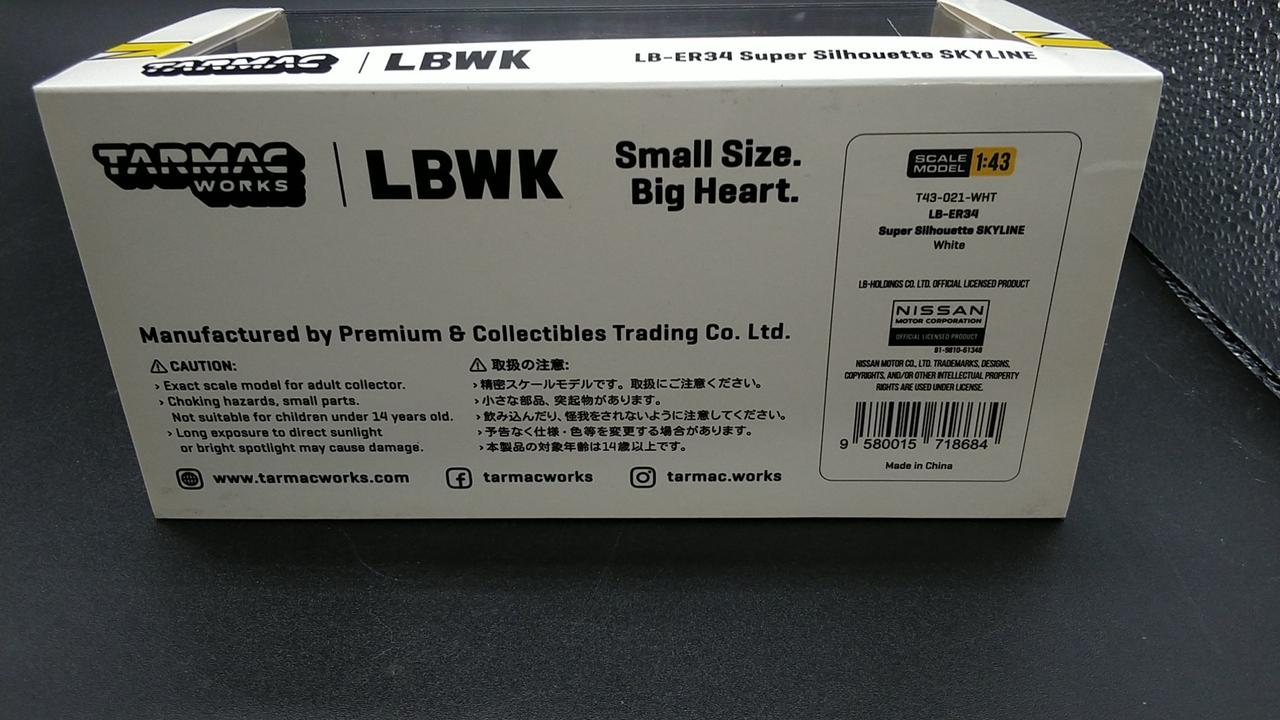 TARMAC | LBWK
LB-ER34 Super Silhouette SKYLINE
TARMAC
WORKS
LBWK
Small Size.
Big Heart.
SCALE
MODEL 1:43
T43-021-WHT
LB-ER34
Super Silhouette SKYLINE
White
LB-HOLDINGS CO. LTD. OFFICIAL LICENSED PRODUCT
NISSAN
MOTOR CORPORATION
OFFICIAL LICENSED PRODUCT
01-9810-61348
NISSAN MOTOR CO., LTD. TRADEMARKS, DESIGNS,
COPYRIGHTS, AND/OR OTHER INTELLECTUAL PROPERTY
RIGHTS ARE USED UNDER LICENSE.
9 580015 718684
Made in China
Manufactured by Premium & Collectibles Trading Co. Ltd.
CAUTION:
› Exact scale model for adult collector.
› Choking hazards, small parts.
Not suitable for children under 14 years old.
› Long exposure to direct sunlight
or bright spotlight may cause damage.
取扱の注意:
›精密スケールモデルです。取扱にご注意ください。
›小さな部品、突起物があります。
›飲み込んだり、怪我をされないように注意してください。
›予告なく仕様・色等を変更する場合があります。
›本製品の対象年齢は14歳以上です。
www.tarmacworks.com
tarmacworks
tarmac.works